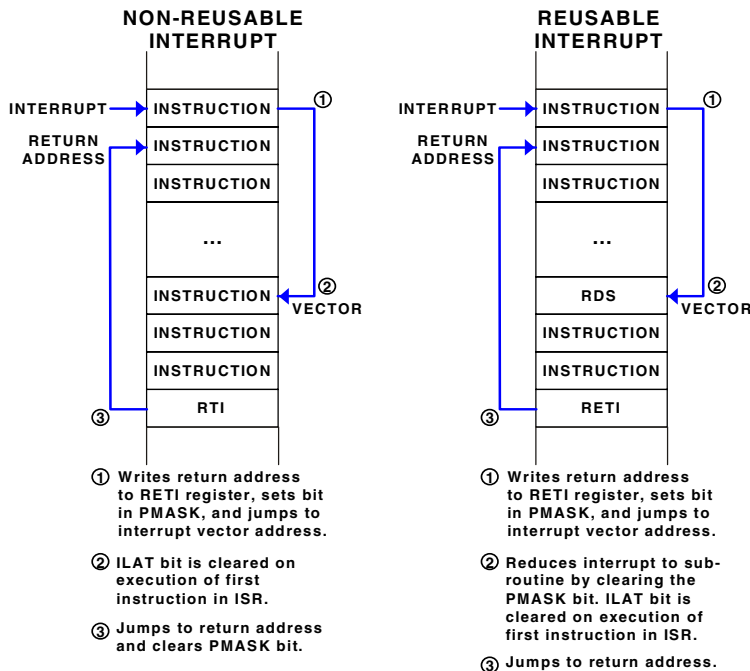 NON-REUSABLE
INTERRUPT
①
INTERRUPT
INSTRUCTION
RETURN
ADDRESS
INSTRUCTION
INSTRUCTION
...
②
INSTRUCTION
VECTOR
INSTRUCTION
INSTRUCTION
③
RTI
① Writes return address
to RETI register, sets bit
in PMASK, and jumps to
interrupt vector address.
② ILAT bit is cleared on
execution of first
instruction in ISR.
③ Jumps to return address
and clears PMASK bit.
REUSABLE
INTERRUPT
①
INTERRUPT
INSTRUCTION
RETURN
ADDRESS
INSTRUCTION
INSTRUCTION
...
②
RDS
VECTOR
INSTRUCTION
INSTRUCTION
③
RETI
① Writes return address
to RETI register, sets bit
in PMASK, and jumps to
interrupt vector address.
② Reduces interrupt to sub-
routine by clearing the
PMASK bit. ILAT bit is
cleared on execution of
first instruction in ISR.
③ Jumps to return address.